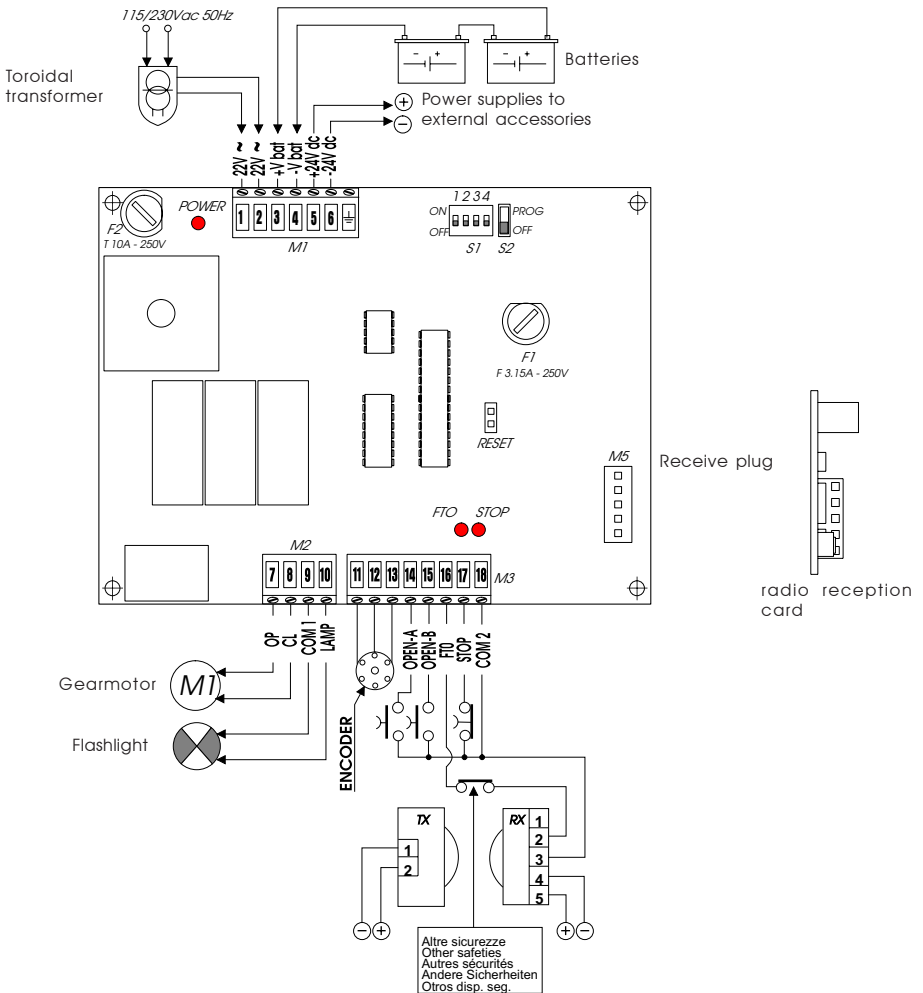 115/230Vac 50Hz
Toroidal
transformer
Batteries
Power supplies to
external accessories
22V ~
22V ~
+V bat
-V bat
+24V dc
-24V dc
F2
T 10A - 250V
POWER
1 2 3 4 5 6
M1
1 2 3 4
ON
OFF
S1
PROG
OFF
S2
F1
F 3.15A - 250V
RESET
M5
Receive plug
radio reception
card
FTO STOP
M2
7 8 9 10
11 12 13 14 15 16 17 18
M3
OP
CL
COM 1
LAMP
OPEN-A
OPEN-B
FTO
STOP
COM 2
Gearmotor
M1
Flashlight
ENCODER
TX
1
2
RX
1
2
3
4
5
Altre sicurezze
Other safeties
Autres sécurités
Andere Sicherheiten
Otros disp. seg.